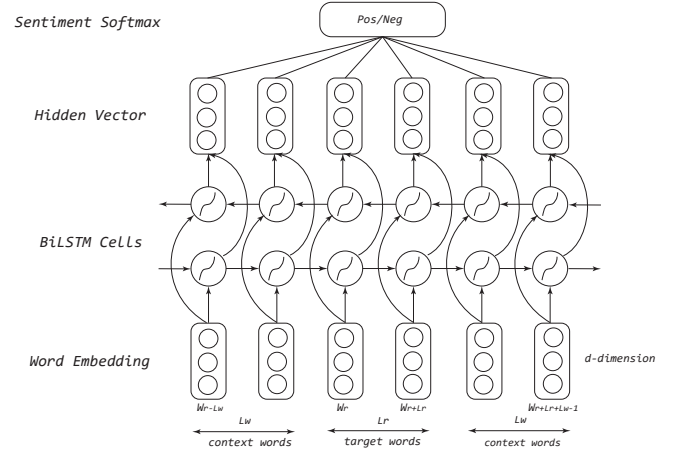 Sentiment Softmax
Pos/Neg
Hidden Vector
BiLSTM Cells
Word Embedding
d-dimension
Wr-Lw Wr Wr+Lr Wr+Lr+Lw-1
Lw Lr Lw
context words target words context words